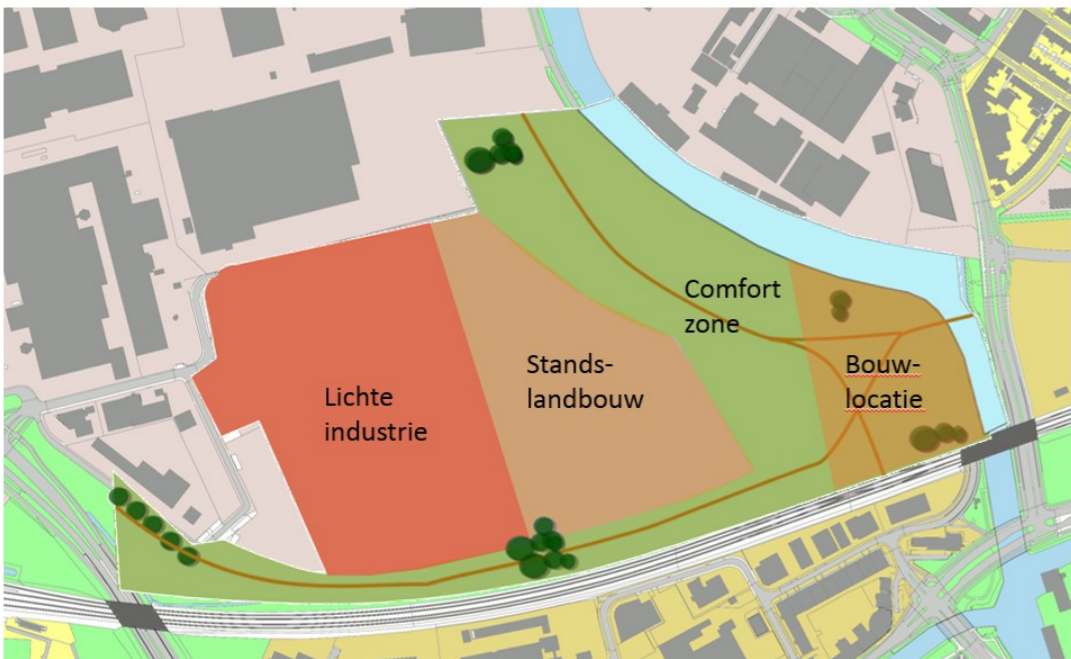 Comfort
zone
Lichte
industrie
Stands-
landbouw
Bouw-
locatie